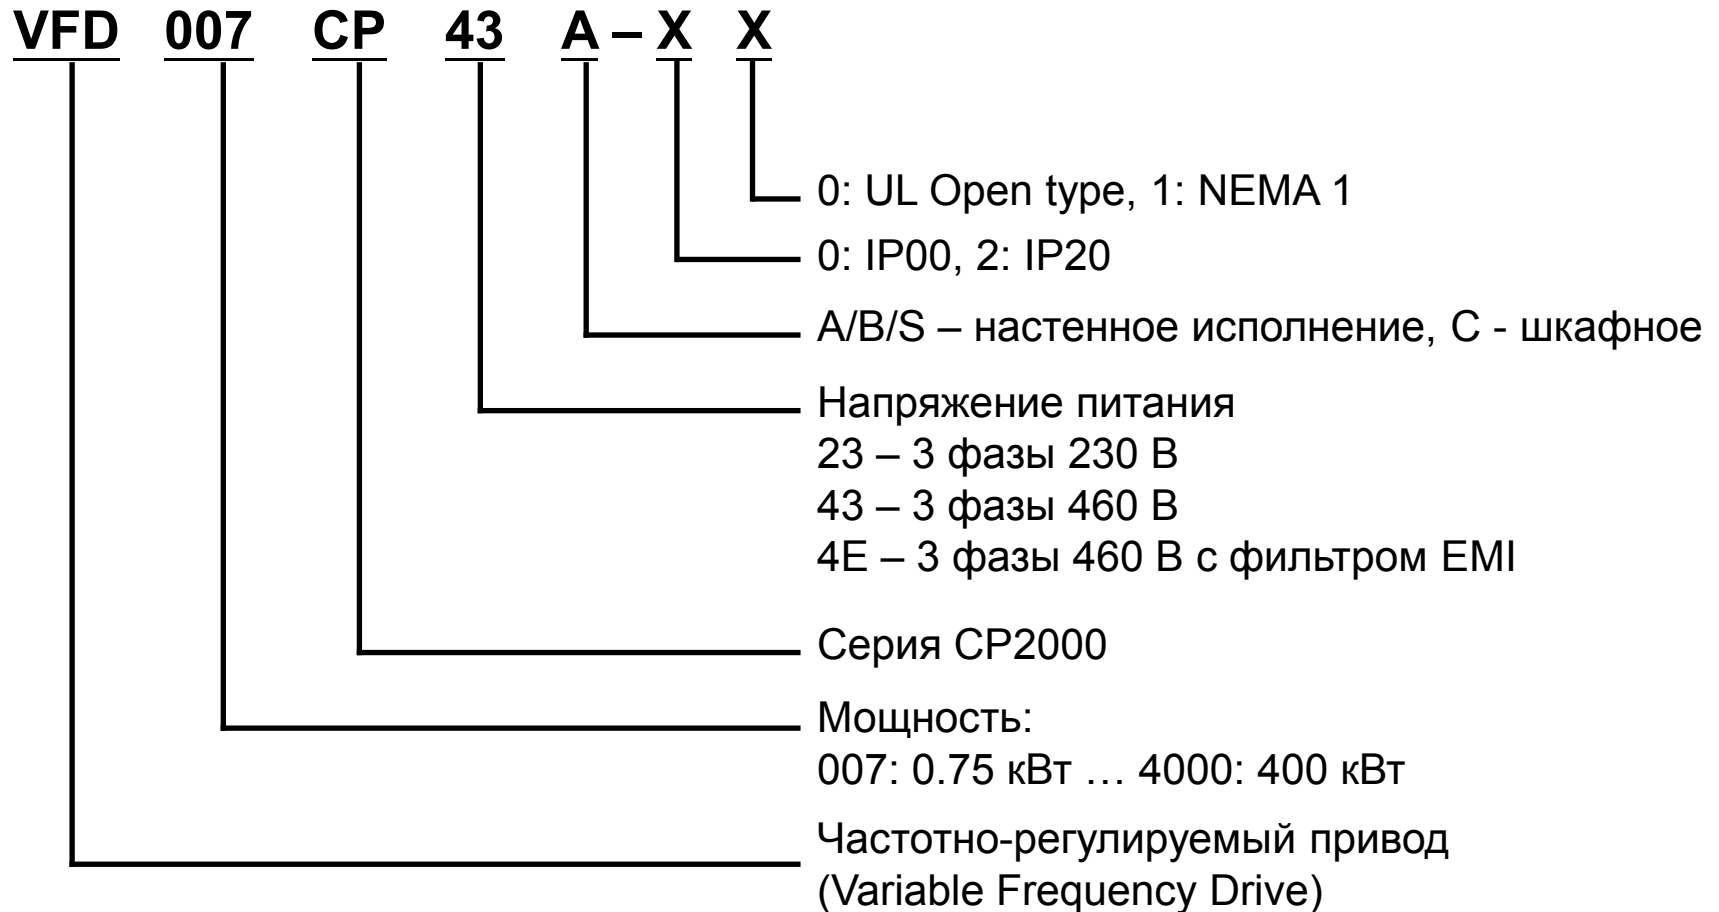 VFD 007 CP 43 A – X X
0: UL Open type, 1: NEMA 1
0: IP00, 2: IP20
A/B/S – настенное исполнение, С - шкафное
Напряжение питания
23 – 3 фазы 230 В
43 – 3 фазы 460 В
4E – 3 фазы 460 В с фильтром EMI
Серия CP2000
Мощность:
007: 0.75 кВт … 4000: 400 кВт
Частотно-регулируемый привод
(Variable Frequency Drive)